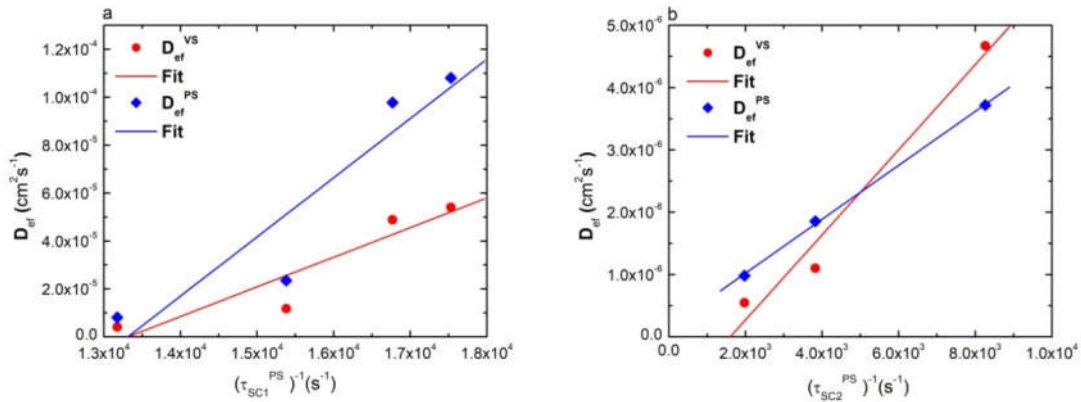 a
D_ef^VS
Fit
D_ef^PS
Fit
1.2x10⁻⁴
1.0x10⁻⁴
8.0x10⁻⁵
6.0x10⁻⁵
4.0x10⁻⁵
2.0x10⁻⁵
0.0
D_ef (cm²s⁻¹)
1.3x10⁴ 1.4x10⁴ 1.5x10⁴ 1.6x10⁴ 1.7x10⁴ 1.8x10⁴
(τ_SC1^PS)⁻¹(s⁻¹)
b
D_ef^VS
Fit
D_ef^PS
Fit
5.0x10⁻⁶
4.0x10⁻⁶
3.0x10⁻⁶
2.0x10⁻⁶
1.0x10⁻⁶
0.0
D_ef (cm²s⁻¹)
0.0 2.0x10³ 4.0x10³ 6.0x10³ 8.0x10³ 1.0x10⁴
(τ_SC2^PS)⁻¹(s⁻¹)